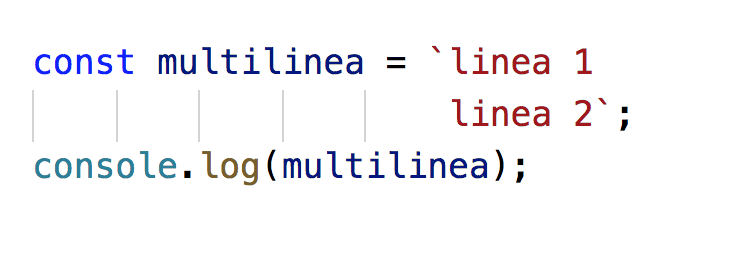 const multilinea = `linea 1
                    linea 2`;
console.log(multilinea);